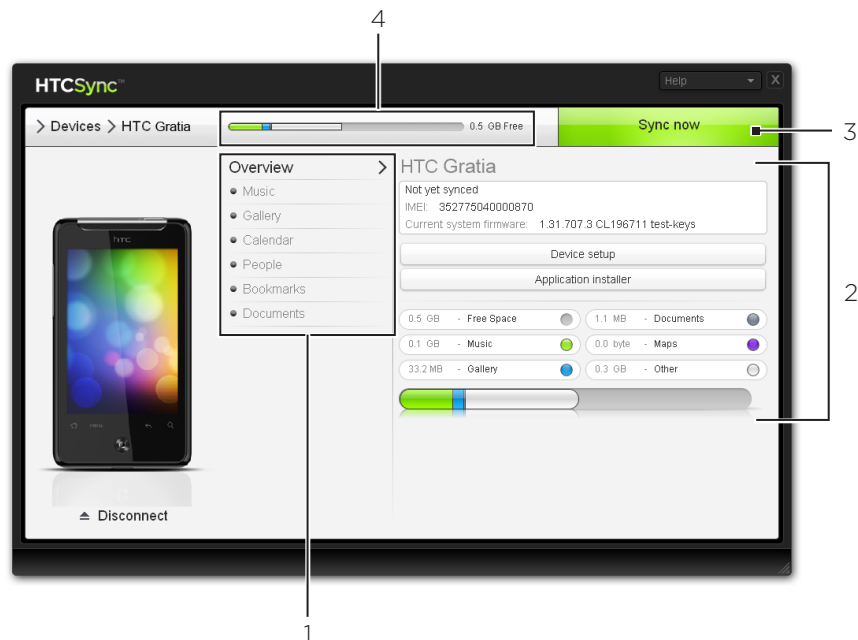 4
HTCSync™
Help
X
> Devices > HTC Gratia
0.5 GB Free
Sync now
3
Overview >
• Music
• Gallery
• Calendar
• People
• Bookmarks
• Documents
HTC Gratia
Not yet synced
IMEI: 352775040000870
Current system firmware: 1.31.707.3 CL196711 test-keys
Device setup
Application installer
2
0.5 GB - Free Space
1.1 MB - Documents
0.1 GB - Music
0.0 byte - Maps
33.2 MB - Gallery
0.3 GB - Other
hTC
menu
Disconnect
1